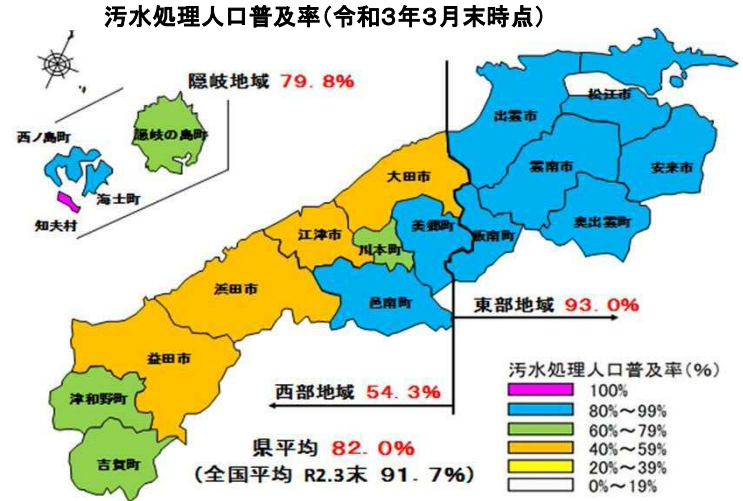 汚水処理人口普及率(令和3年3月末時点)
隠岐地域 79.8%
隠岐の島町
西ノ島町
海士町
知夫村
松江市
出雲市
雲南市
安来市
奥出雲町
飯南町
大田市
美郷町
江津市
川本町
浜田市
邑南町
益田市
津和野町
吉賀町
東部地域 93.0%
西部地域 54.3%
県平均 82.0%
(全国平均 R2.3末 91.7%)
汚水処理人口普及率(%)
100%
80%~99%
60%~79%
40%~59%
20%~39%
0%~19%